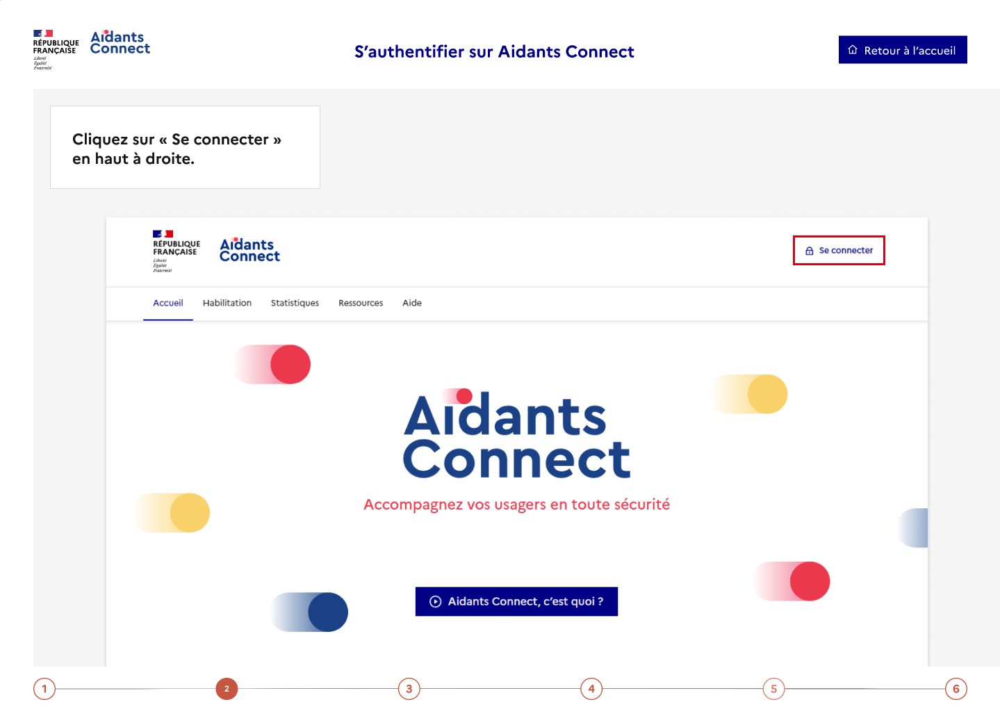 RÉPUBLIQUE
FRANÇAISE
Liberté
Égalité
Fraternité
Aidants
Connect
S'authentifier sur Aidants Connect
Retour à l'accueil
Cliquez sur « Se connecter »
en haut à droite.
RÉPUBLIQUE
FRANÇAISE
Liberté
Égalité
Fraternité
Aidants
Connect
Se connecter
Accueil Habilitation Statistiques Ressources Aide
Aidants
Connect
Accompagnez vos usagers en toute sécurité
Aidants Connect, c'est quoi ?
1 2 3 4 5 6